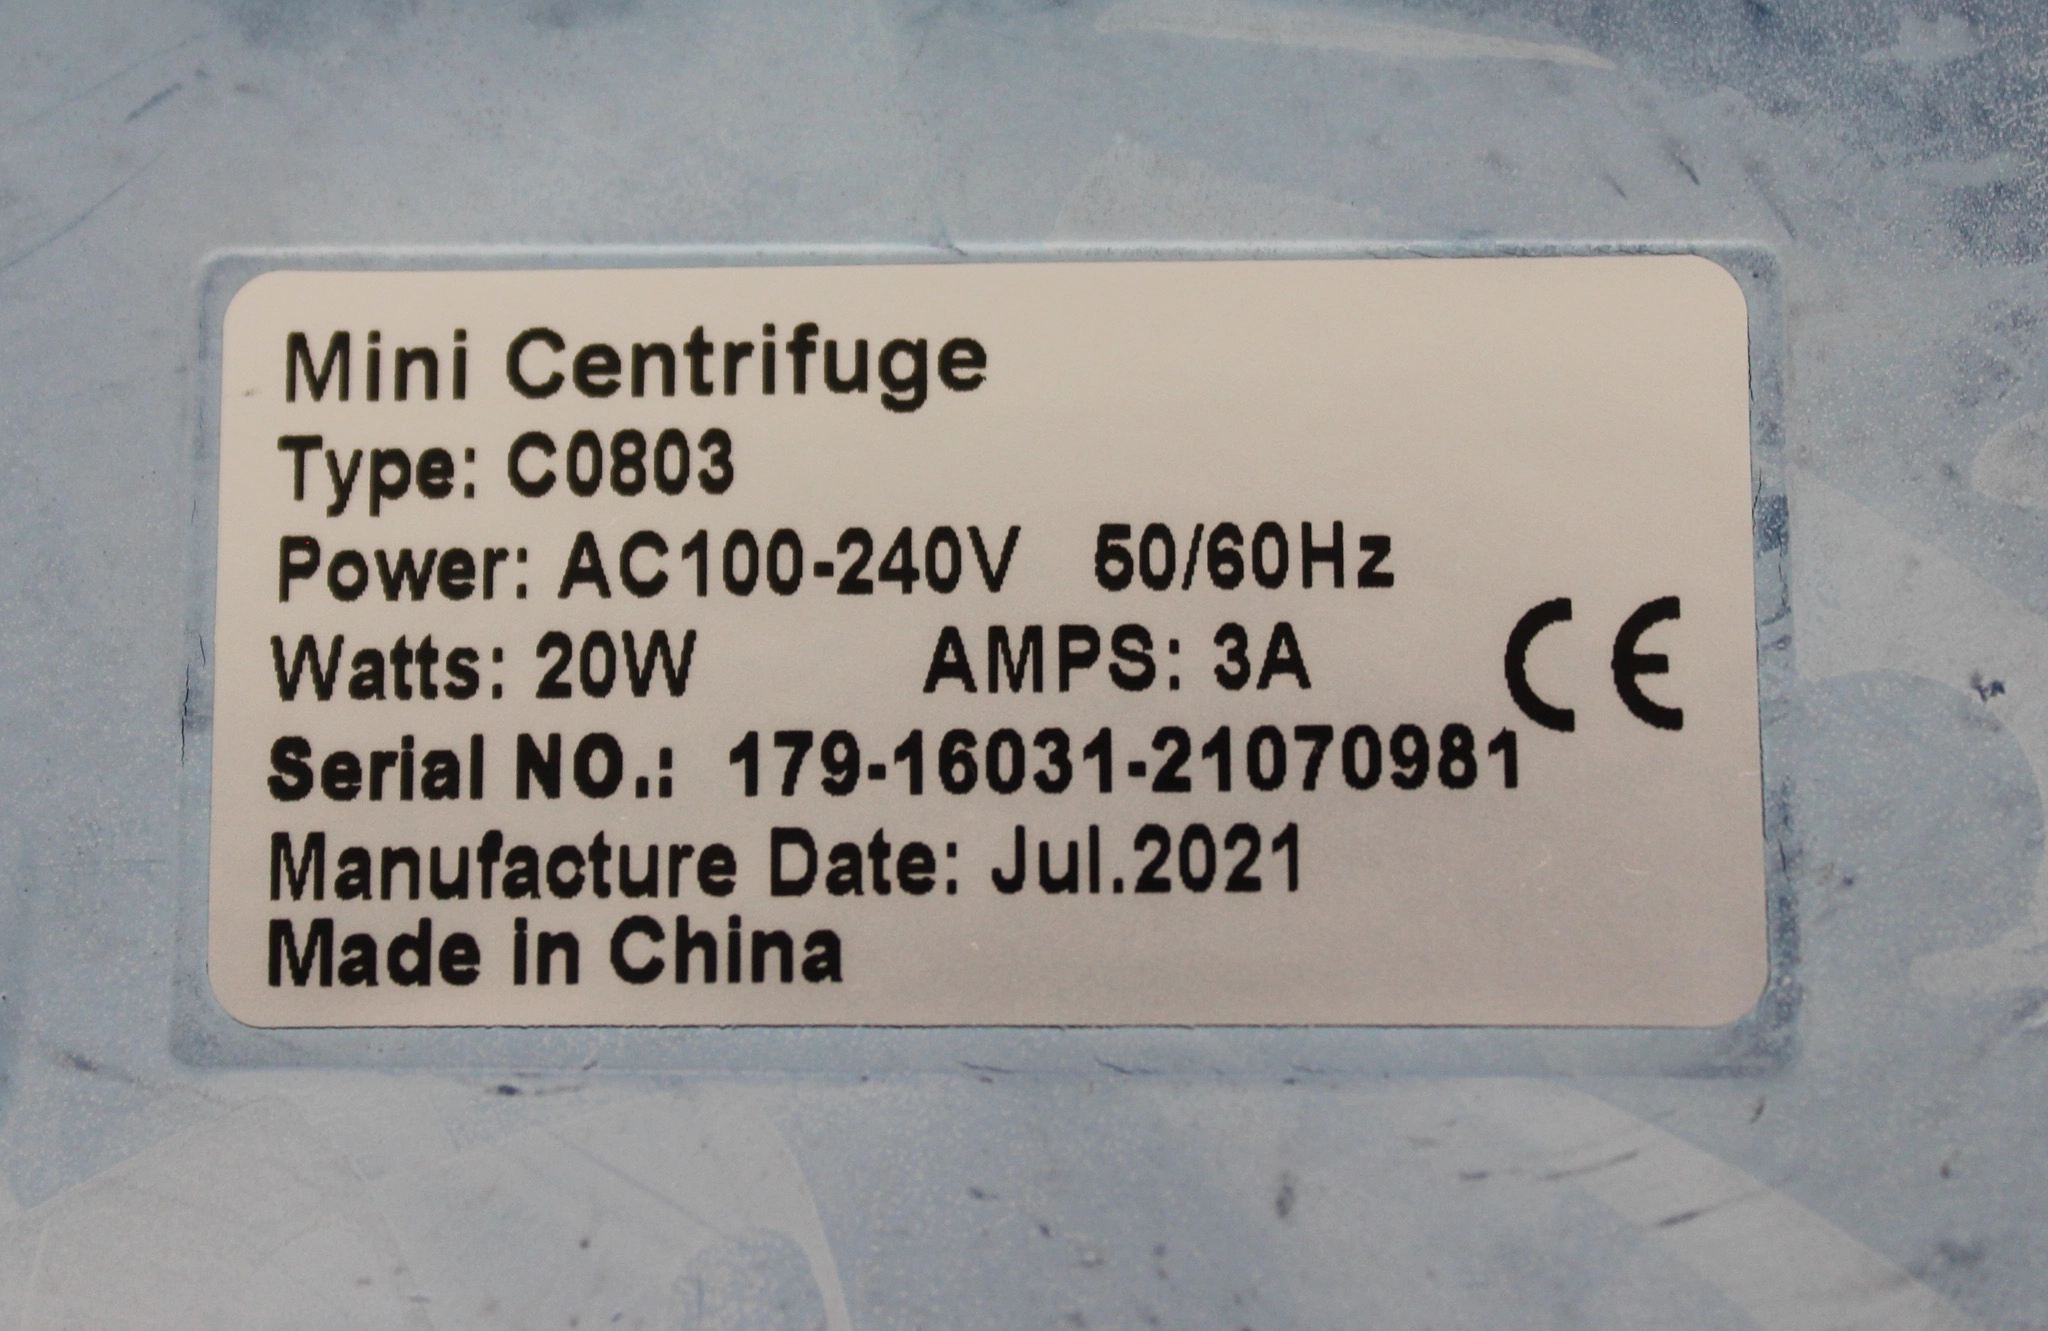 Mini Centrifuge
Type: C0803
Power: AC100-240V 50/60Hz
Watts: 20W AMPS: 3A CE
Serial NO.: 179-16031-21070981
Manufacture Date: Jul.2021
Made in China